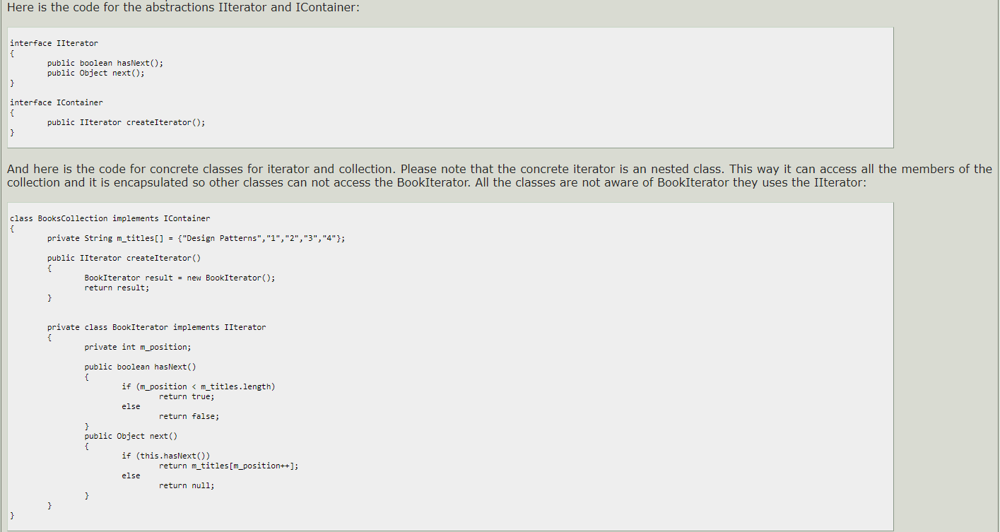 Here is the code for the abstractions IIterator and IContainer:
interface IIterator
{
public boolean hasNext();
public Object next();
}
interface IContainer
{
public IIterator createIterator();
}
And here is the code for concrete classes for iterator and collection. Please note that the concrete iterator is an nested class. This way it can access all the members of the
collection and it is encapsulated so other classes can not access the BookIterator. All the classes are not aware of BookIterator they uses the IIterator:
class BooksCollection implements IContainer
{
private String m_titles[] = {"Design Patterns","1","2","3","4"};
public IIterator createIterator()
{
BookIterator result = new BookIterator();
return result;
}
private class BookIterator implements IIterator
{
private int m_position;
public boolean hasNext()
{
if (m_position < m_titles.length)
return true;
else
return false;
}
public Object next()
{
if (this.hasNext())
return m_titles[m_position++];
else
return null;
}
}
}